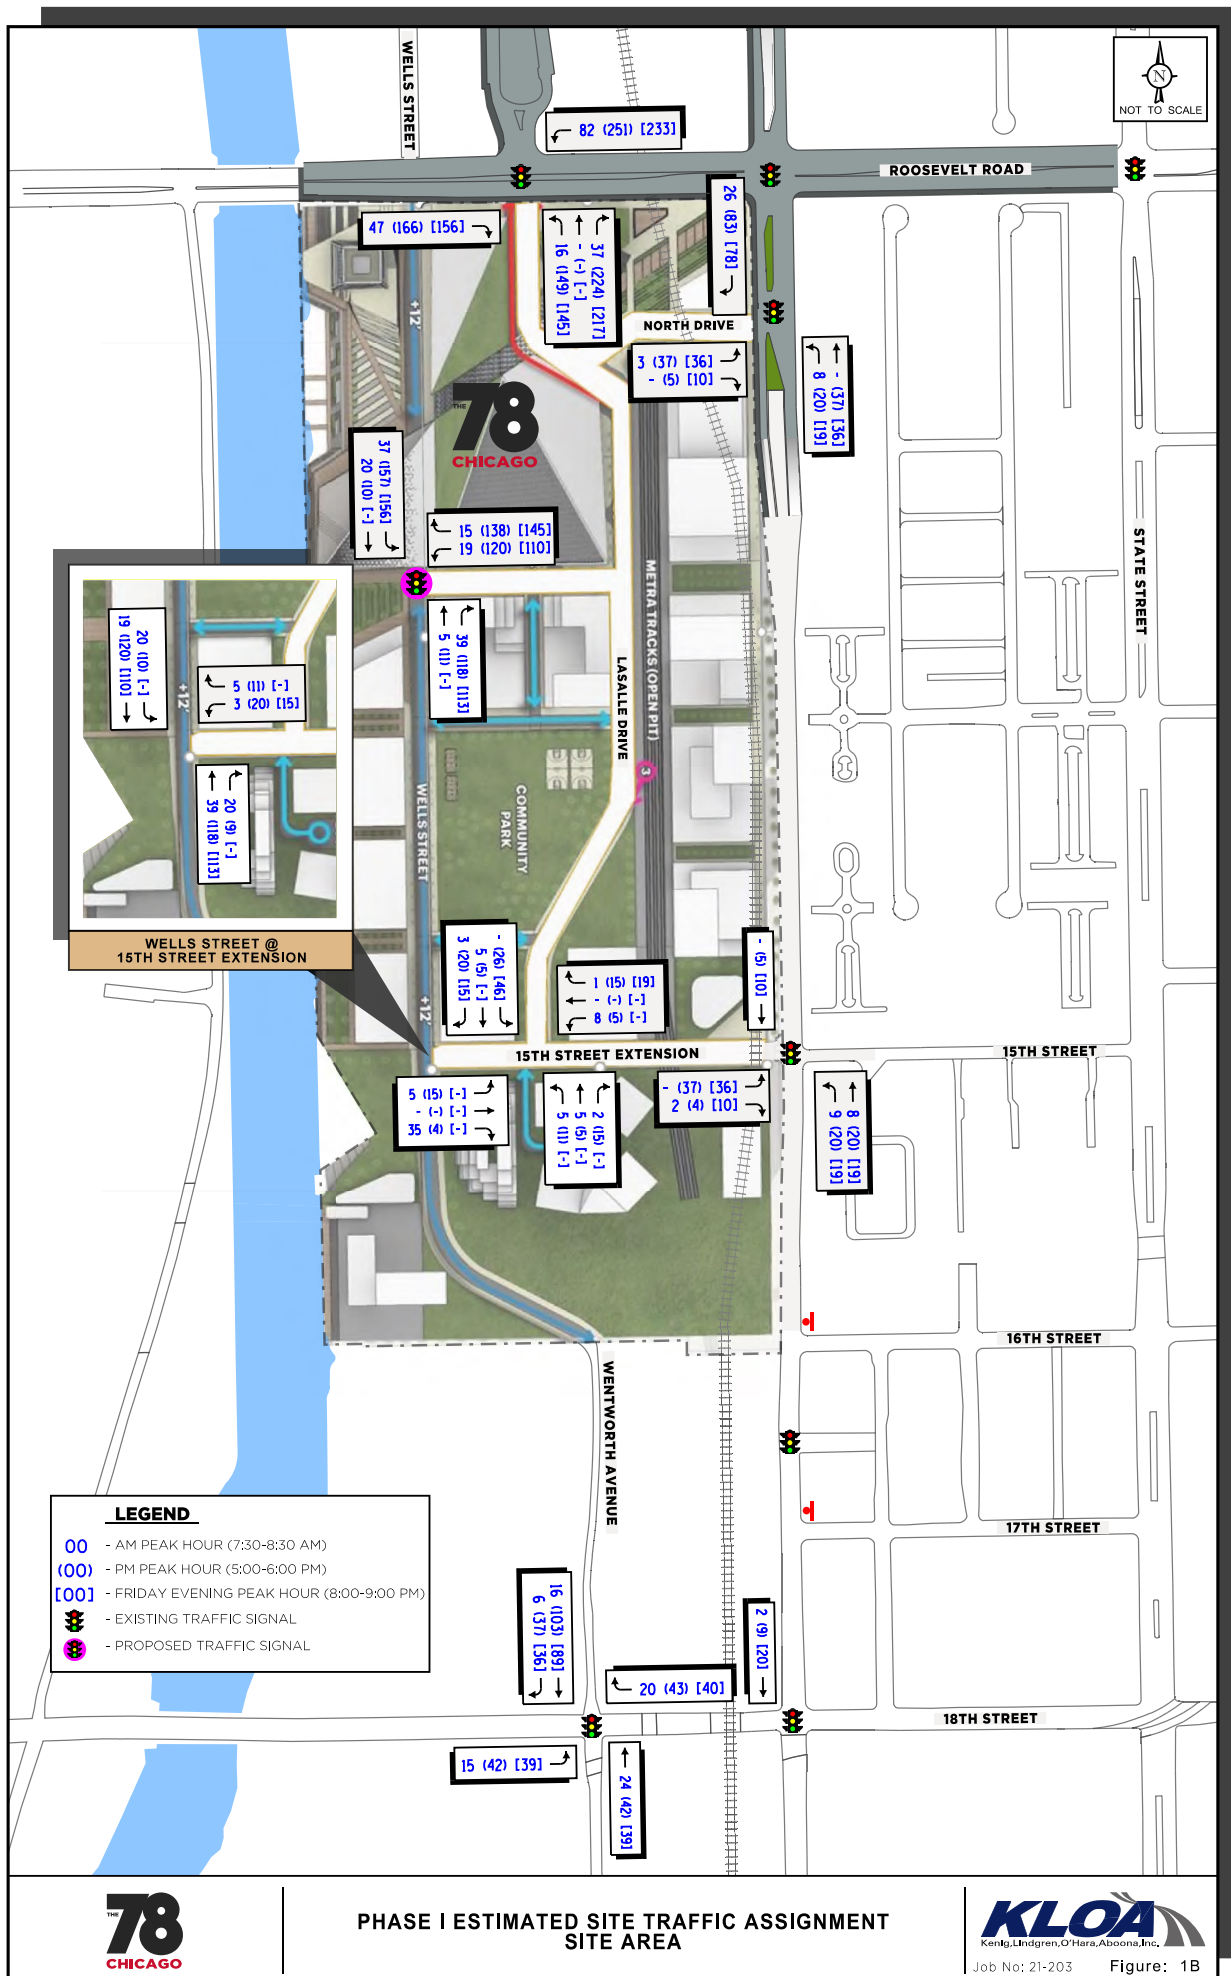 WELLS STREET
N
NOT TO SCALE
82 (251) [233]
ROOSEVELT ROAD
47 (166) [156]
37 (224) [217]
- (-) [-]
16 (149) [145]
26 (83) [78]
+12'
NORTH DRIVE
3 (37) [36]
- (5) [10]
- (37) [36]
8 (20) [19]
THE
78
CHICAGO
37 (157) [156]
20 (10) [-]
15 (138) [145]
19 (120) [110]
METRA TRACKS (OPEN PIT)
STATE STREET
39 (118) [113]
5 (11) [-]
LASALLE DRIVE
20 (10) [-]
19 (120) [110]
5 (11) [-]
3 (20) [15]
+12'
20 (9) [-]
39 (118) [113]
WELLS STREET @
15TH STREET EXTENSION
3
WELLS STREET
COMMUNITY
PARK
- (26) [46]
5 (5) [-]
3 (20) [15]
1 (15) [19]
- (-) [-]
8 (5) [-]
- (5) [10]
+12'
15TH STREET EXTENSION
15TH STREET
5 (15) [-]
- (-) [-]
35 (4) [-]
2 (15) [-]
5 (5) [-]
5 (11) [-]
- (37) [36]
2 (4) [10]
8 (20) [19]
9 (20) [19]
16TH STREET
WENTWORTH AVENUE
17TH STREET
LEGEND
00 - AM PEAK HOUR (7:30-8:30 AM)
(00) - PM PEAK HOUR (5:00-6:00 PM)
[00] - FRIDAY EVENING PEAK HOUR (8:00-9:00 PM)
- EXISTING TRAFFIC SIGNAL
- PROPOSED TRAFFIC SIGNAL
16 (103) [89]
6 (37) [36]
2 (9) [20]
20 (43) [40]
18TH STREET
15 (42) [39]
24 (42) [39]
THE
78
CHICAGO
PHASE I ESTIMATED SITE TRAFFIC ASSIGNMENT
SITE AREA
KLOA
Kenig,Lindgren,O'Hara,Aboona,Inc.
Job No: 21-203 Figure: 1B